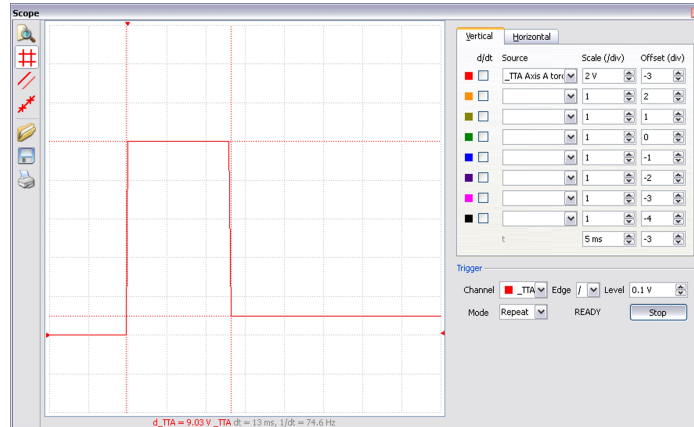 Scope
Vertical Horizontal
d/dt Source Scale (/div) Offset (div)
_TTA Axis A torc 2 V -3
1 2
1 1
1 0
1 -1
1 -2
1 -3
1 -4
t 5 ms -3
Trigger
Channel _TTA Edge / Level 0.1 V
Mode Repeat READY Stop
d_TTA = 9.03 V _TTA dt = 13 ms, 1/dt = 74.6 Hz